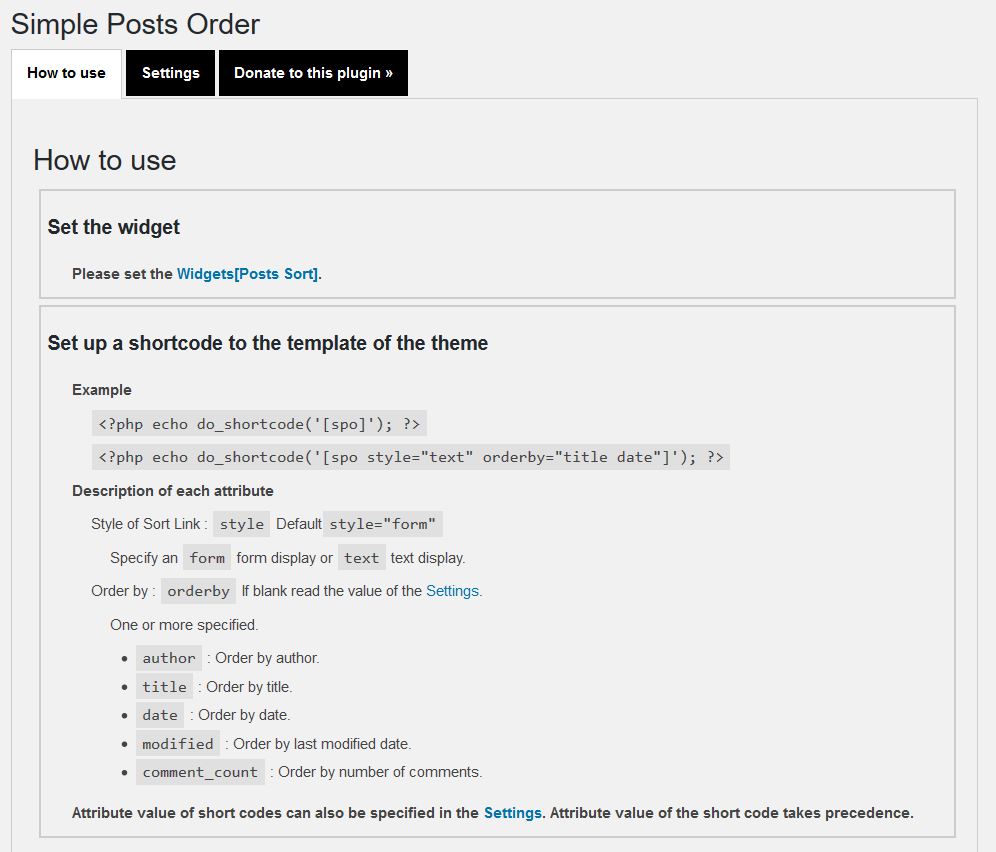 Simple Posts Order
How to use
Settings
Donate to this plugin »
How to use
Set the widget
Please set the Widgets[Posts Sort].
Set up a shortcode to the template of the theme
Example
<?php echo do_shortcode('[spo]'); ?>
<?php echo do_shortcode('[spo style="text" orderby="title date"]'); ?>
Description of each attribute
Style of Sort Link : style Default style="form"
Specify an form form display or text text display.
Order by : orderby If blank read the value of the Settings.
One or more specified.
• author : Order by author.
• title : Order by title.
• date : Order by date.
• modified : Order by last modified date.
• comment_count : Order by number of comments.
Attribute value of short codes can also be specified in the Settings. Attribute value of the short code takes precedence.